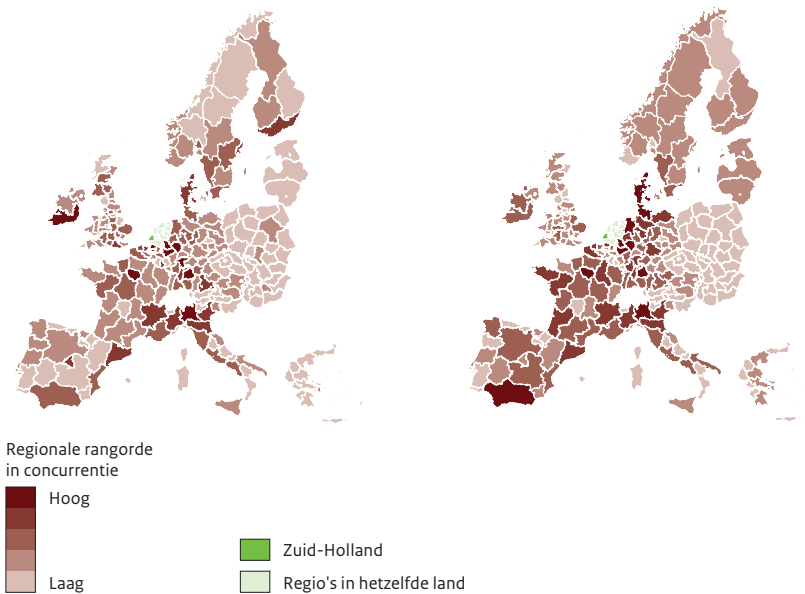 Regionale rangorde
in concurrentie
Hoog
Laag
Zuid-Holland
Regio's in hetzelfde land